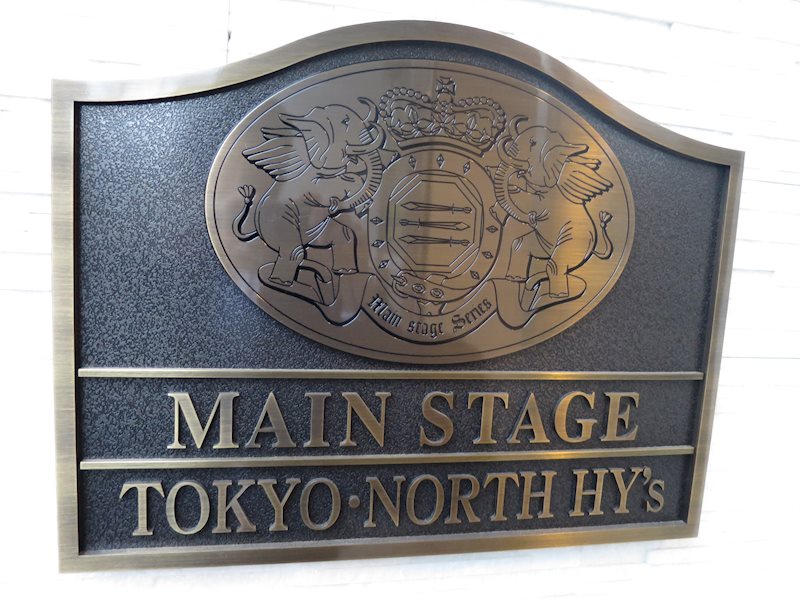 Main stage Series
MAIN STAGE
TOKYO・NORTH HY's